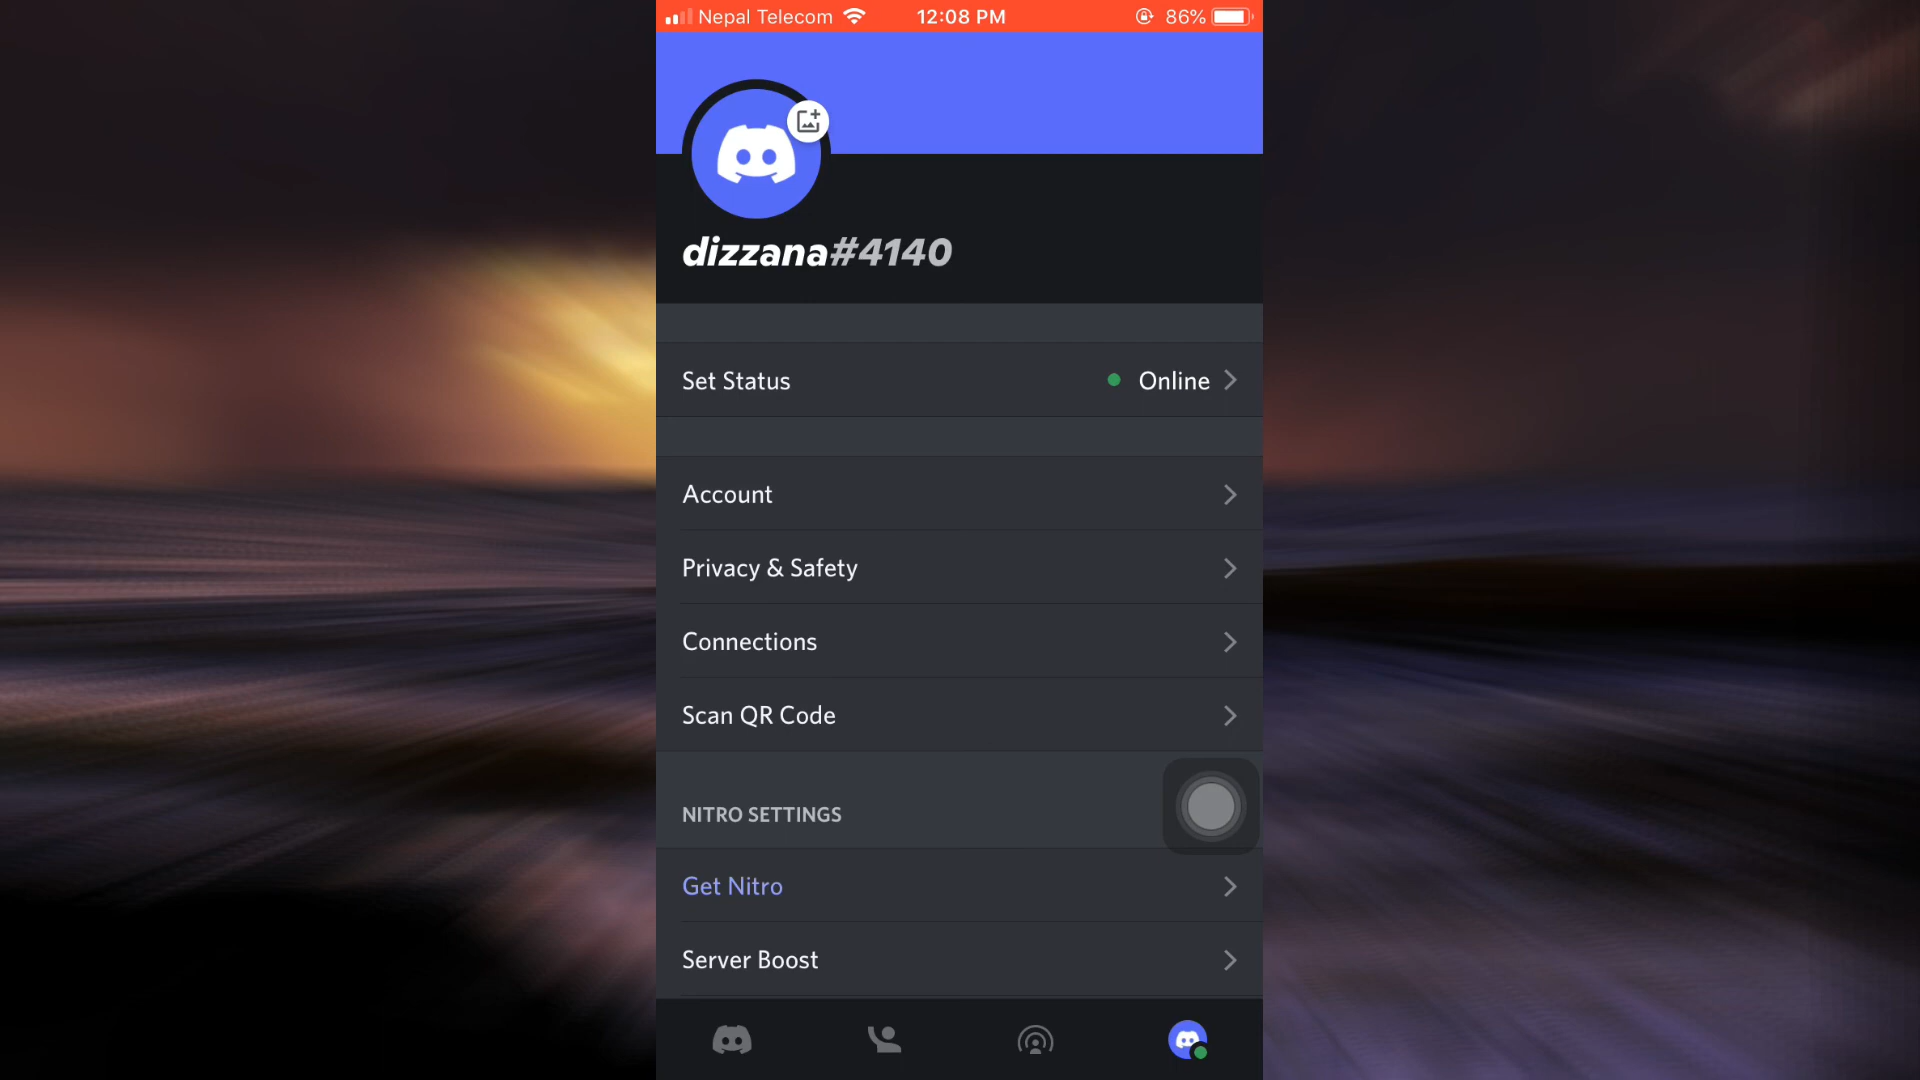 Nepal Telecom 12:08 PM 86%
dizzana#4140
Set Status Online
Account
Privacy & Safety
Connections
Scan QR Code
NITRO SETTINGS
Get Nitro
Server Boost